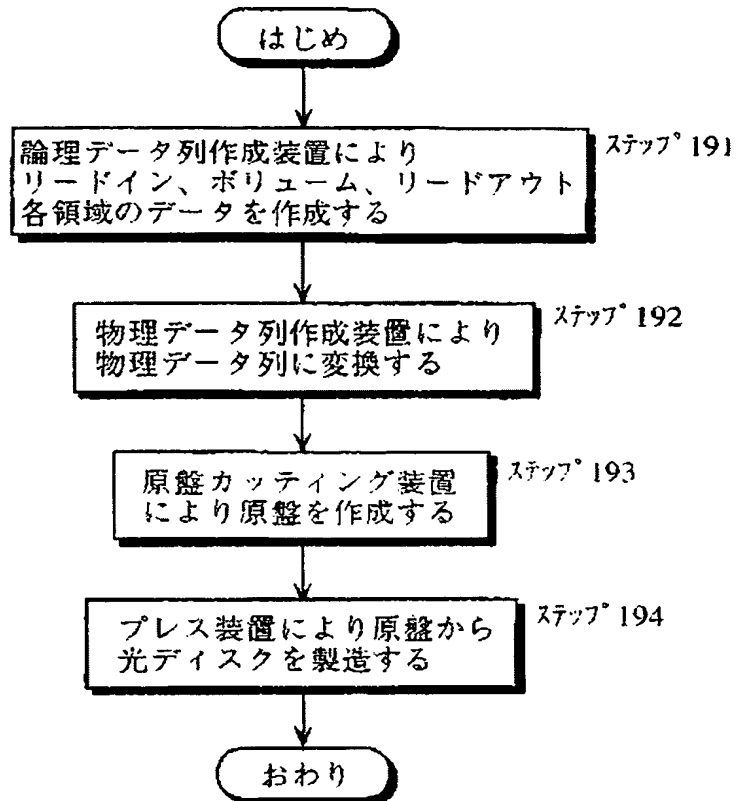 はじめ
論理データ列作成装置により
リードイン、ボリューム、リードアウト
各領域のデータを作成する
ステップ191
物理データ列作成装置により
物理データ列に変換する
ステップ192
原盤カッティング装置
により原盤を作成する
ステップ193
プレス装置により原盤から
光ディスクを製造する
ステップ194
おわり